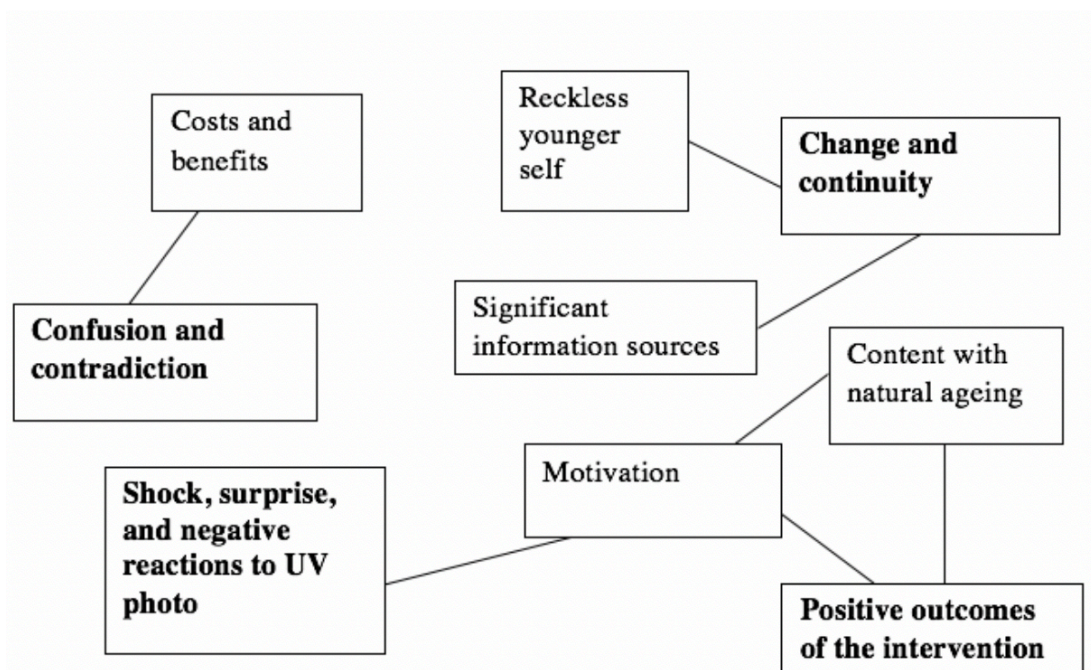 Costs and
benefits
Reckless
younger
self
Change and
continuity
Confusion and
contradiction
Significant
information sources
Content with
natural ageing
Motivation
Shock, surprise,
and negative
reactions to UV
photo
Positive outcomes
of the intervention